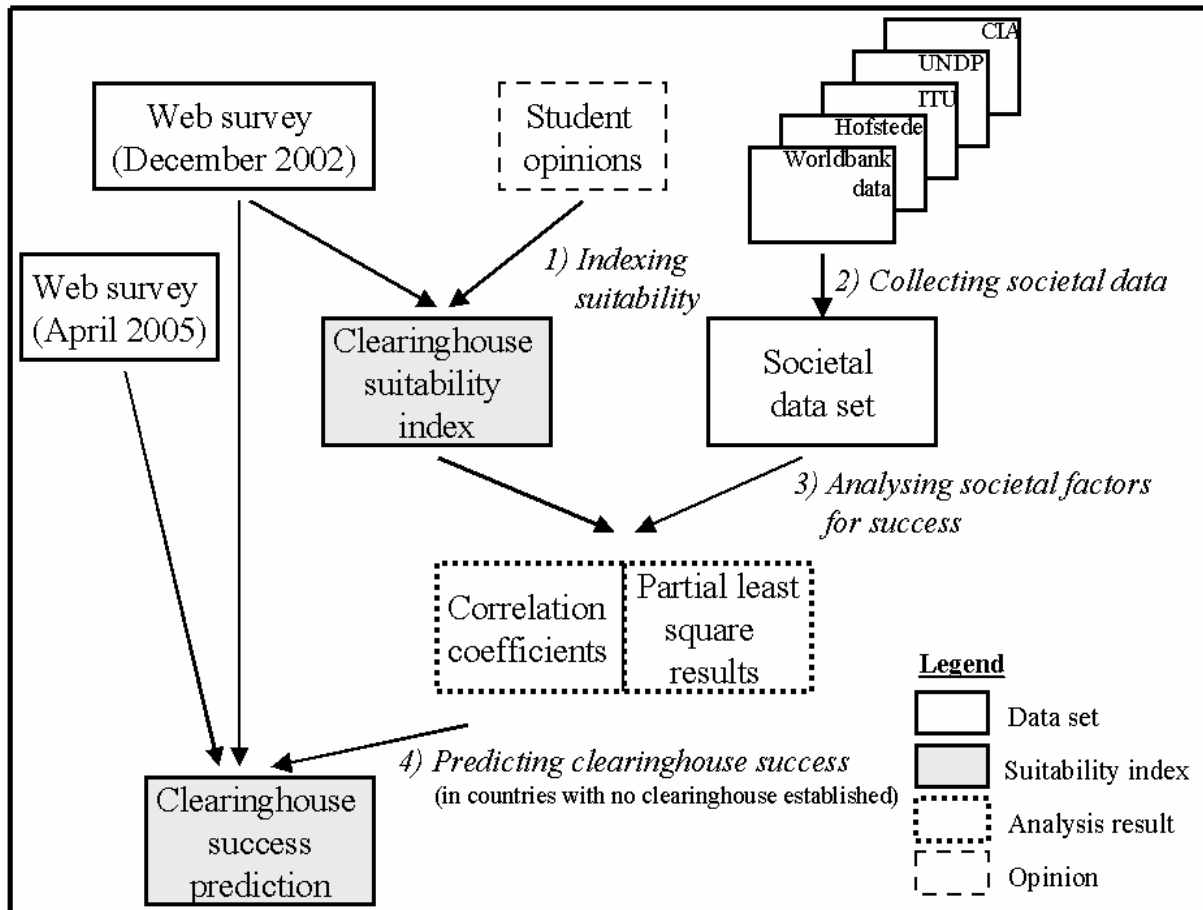 CIA
UNDP
ITU
Hofstede
Worldbank
data
Web survey
(December 2002)
Student
opinions
1) Indexing
suitability
2) Collecting societal data
Web survey
(April 2005)
Clearinghouse
suitability
index
Societal
data set
3) Analysing societal factors
for success
Correlation
coefficients
Partial least
square
results
4) Predicting clearinghouse success
(in countries with no clearinghouse established)
Clearinghouse
success
prediction
Legend
Data set
Suitability index
Analysis result
Opinion